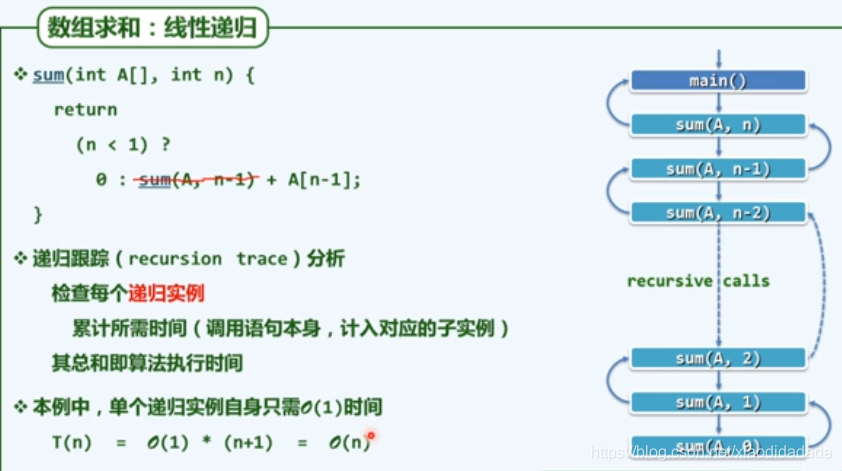 数组求和：线性递归
❖ sum(int A[], int n) {
return
(n < 1) ?
0 : sum(A, n-1) + A[n-1];
}
❖ 递归跟踪（recursion trace）分析
检查每个递归实例
累计所需时间（调用语句本身，计入对应的子实例）
其总和即算法执行时间
❖ 本例中，单个递归实例自身只需O(1)时间
T(n) = O(1) * (n+1) = O(n)
main()
sum(A, n)
sum(A, n-1)
sum(A, n-2)
recursive calls
sum(A, 2)
sum(A, 1)
sum(A, 0)
https://blog.csdn.net/xiaodidadada